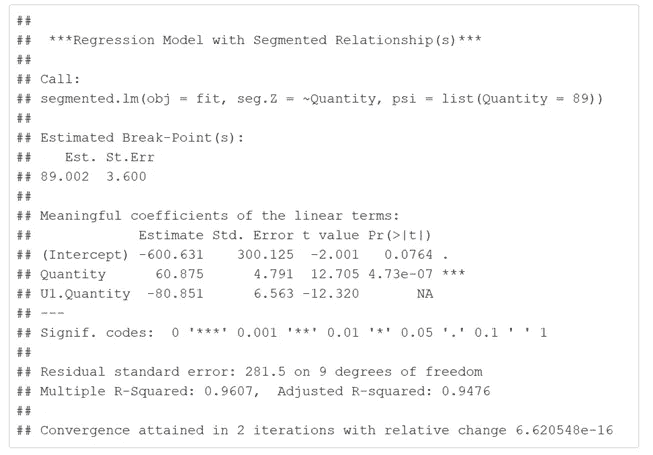 ##
##  ***Regression Model with Segmented Relationship(s)***
##
## Call:
## segmented.lm(obj = fit, seg.Z = ~Quantity, psi = list(Quantity = 89))
##
## Estimated Break-Point(s):
##    Est. St.Err
## 89.002  3.600
##
## Meaningful coefficients of the linear terms:
##             Estimate Std. Error t value Pr(>|t|)
## (Intercept) -600.631    300.125  -2.001   0.0764 .
## Quantity      60.875      4.791  12.705 4.73e-07 ***
## U1.Quantity  -80.851      6.563 -12.320       NA
## ---
## Signif. codes:  0 '***' 0.001 '**' 0.01 '*' 0.05 '.' 0.1 ' ' 1
##
## Residual standard error: 281.5 on 9 degrees of freedom
## Multiple R-Squared: 0.9607,  Adjusted R-squared: 0.9476
##
## Convergence attained in 2 iterations with relative change 6.620548e-16